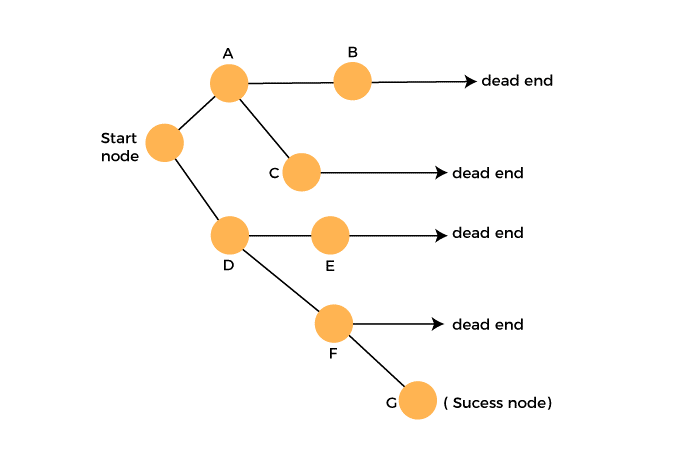 A
B
dead end
Start
node
C
dead end
dead end
D
E
dead end
F
G
( Sucess node)